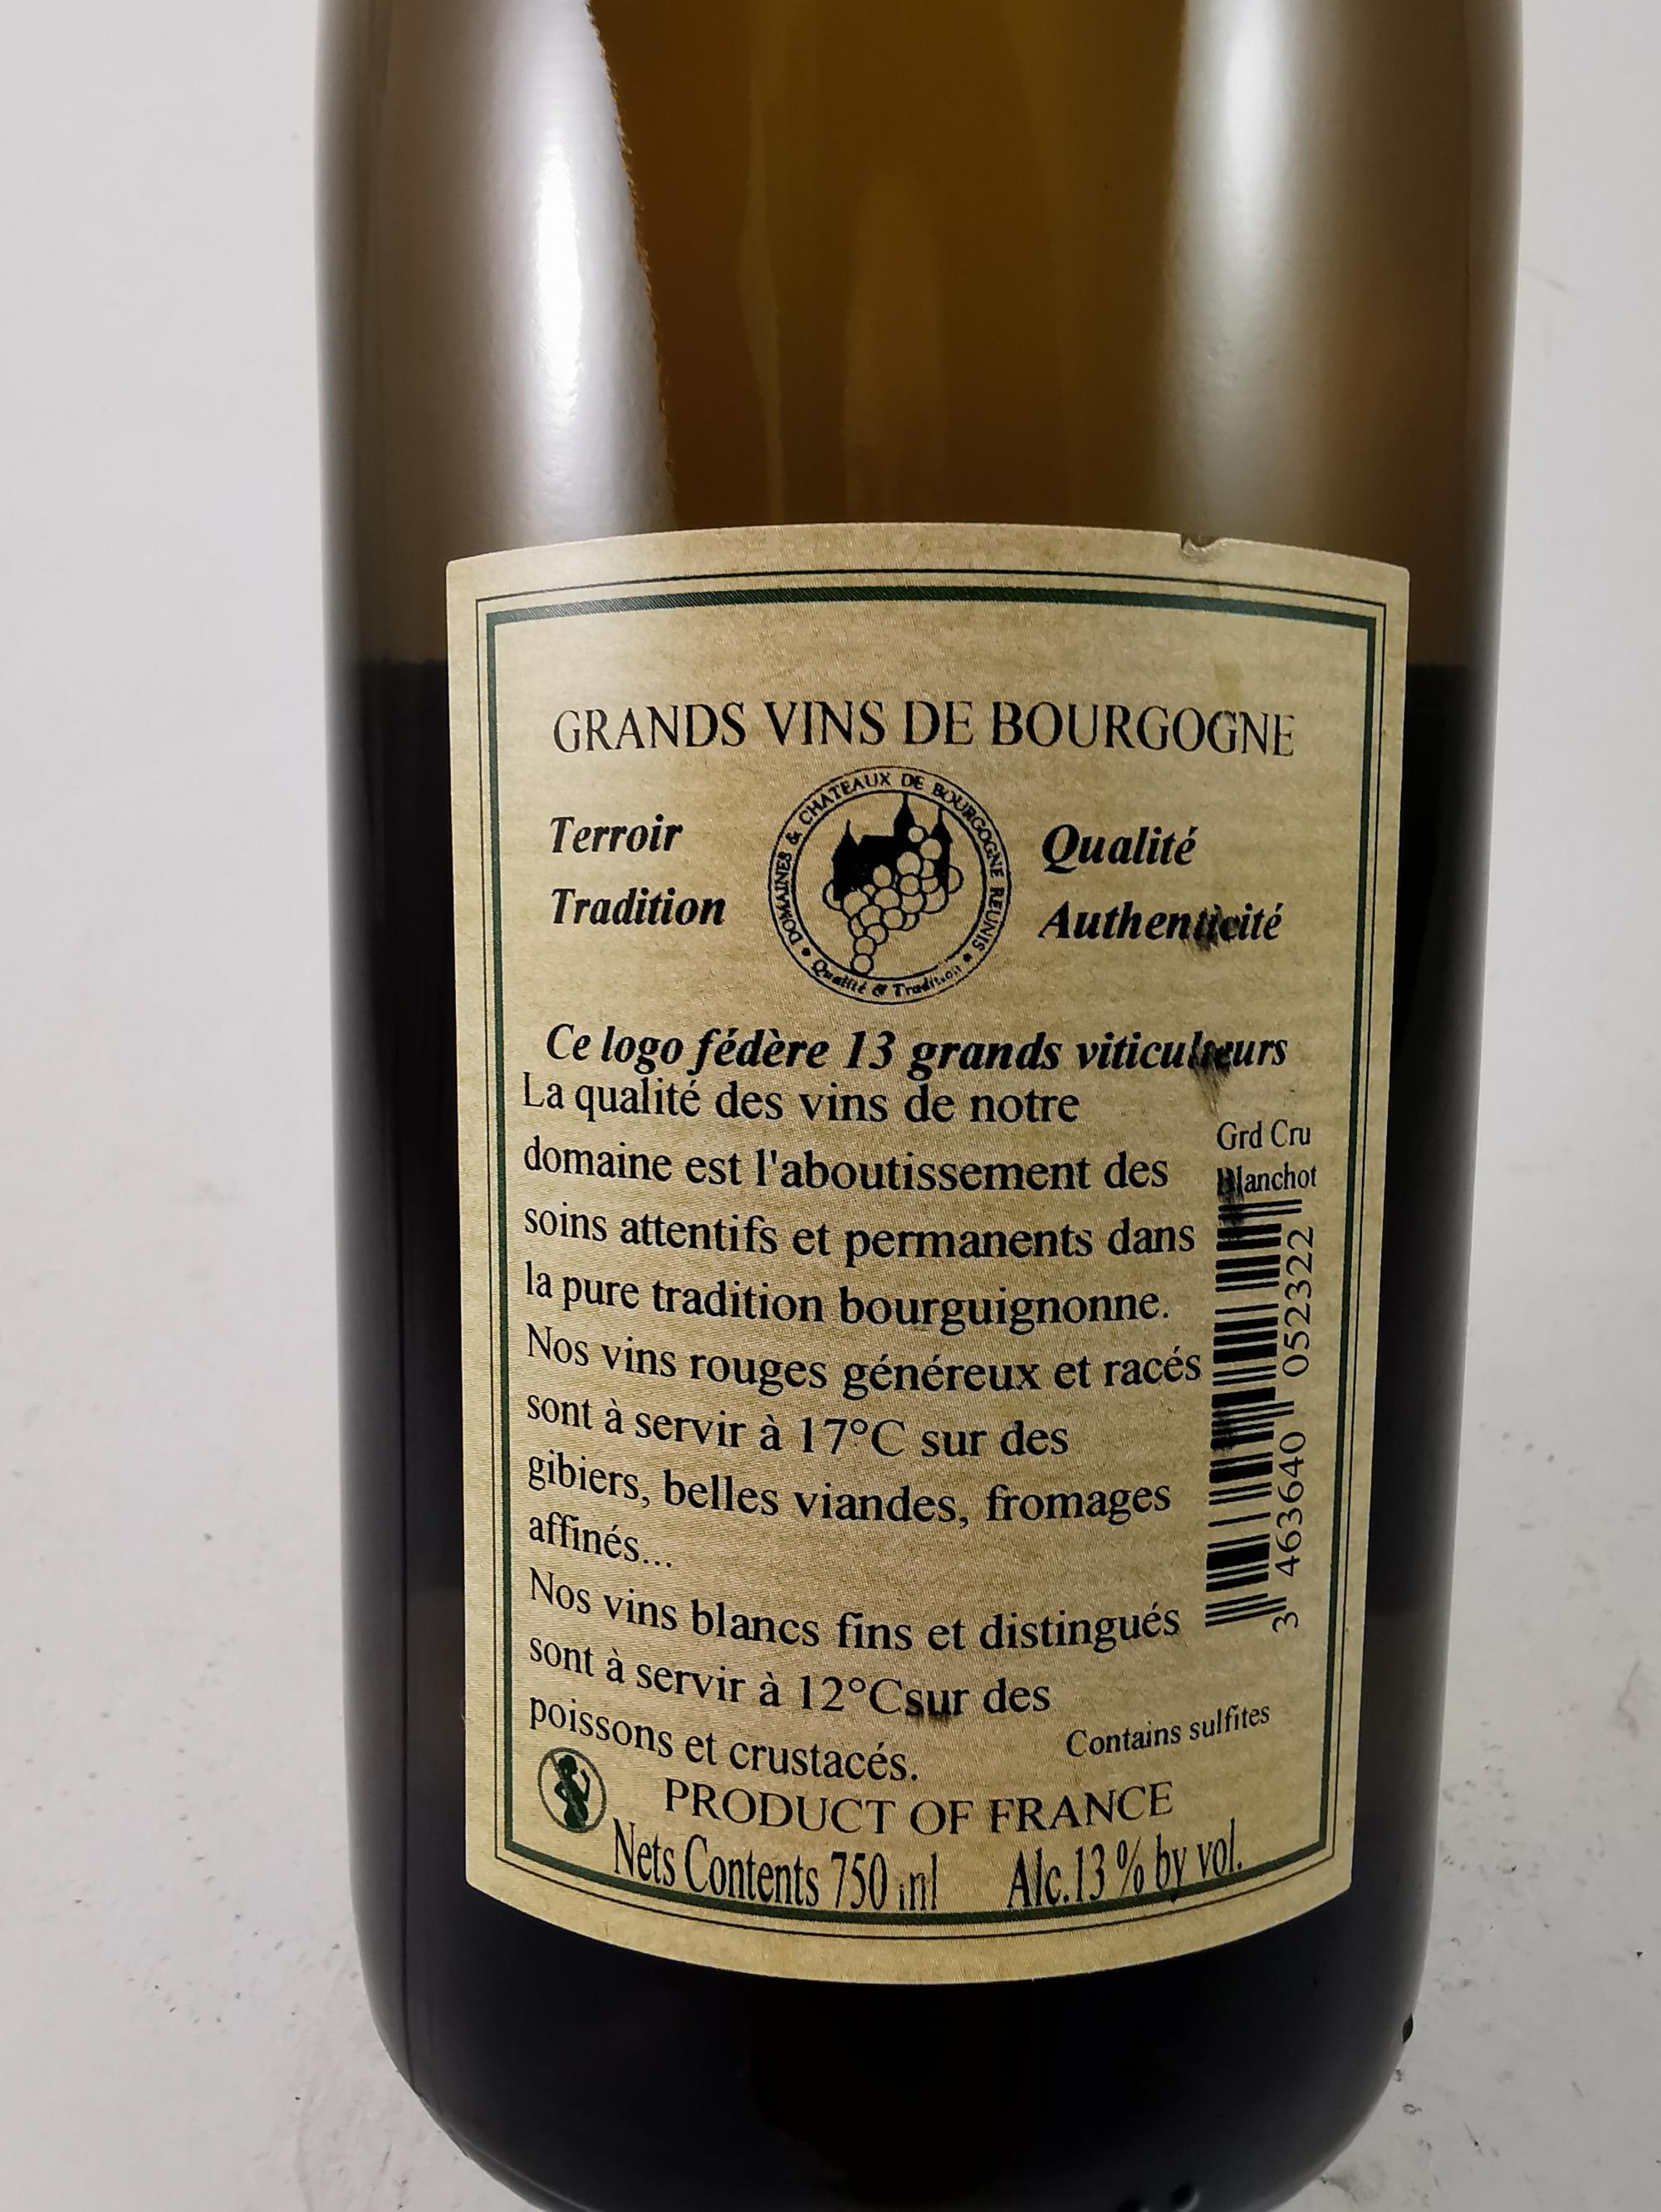 GRANDS VINS DE BOURGOGNE
Terroir
Tradition
DOMAINES & CHATEAUX DE BOURGOGNE REUNIS
Qualité & Tradition
Qualité
Authenticité
Ce logo fédère 13 grands viticulteurs
La qualité des vins de notre
domaine est l'aboutissement des
soins attentifs et permanents dans
la pure tradition bourguignonne.
Nos vins rouges généreux et racés
sont à servir à 17°C sur des
gibiers, belles viandes, fromages
affinés...
Nos vins blancs fins et distingués
sont à servir à 12°Csur des
poissons et crustacés.
Grd Cru
Blanchot
3 463640 052322
Contains sulfites
PRODUCT OF FRANCE
Nets Contents 750 ml Alc.13 % by vol.